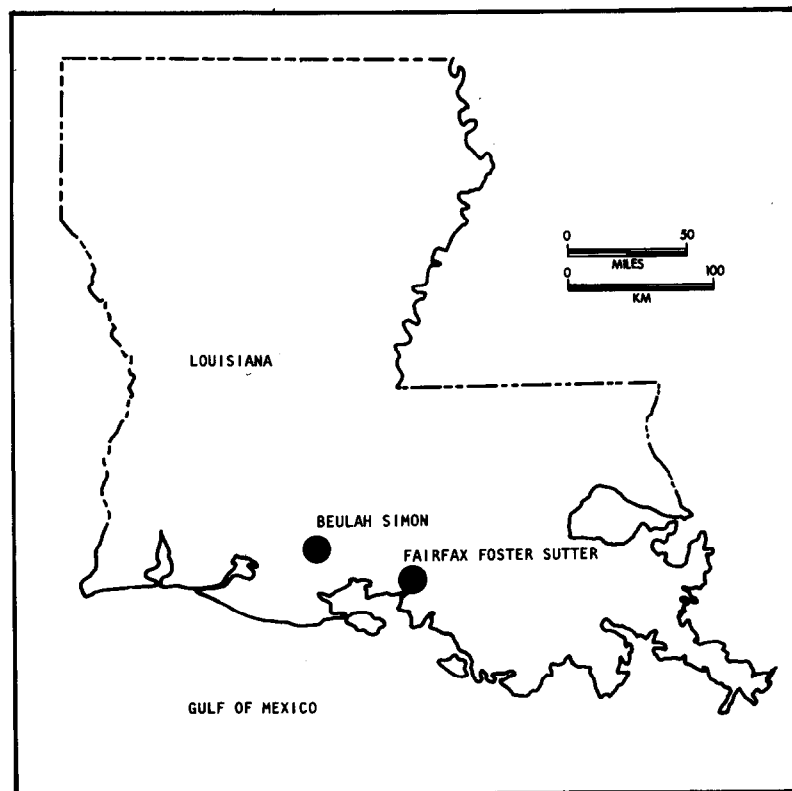 0 50
MILES
0 100
KM
LOUISIANA
BEULAH SIMON
FAIRFAX FOSTER SUTTER
GULF OF MEXICO